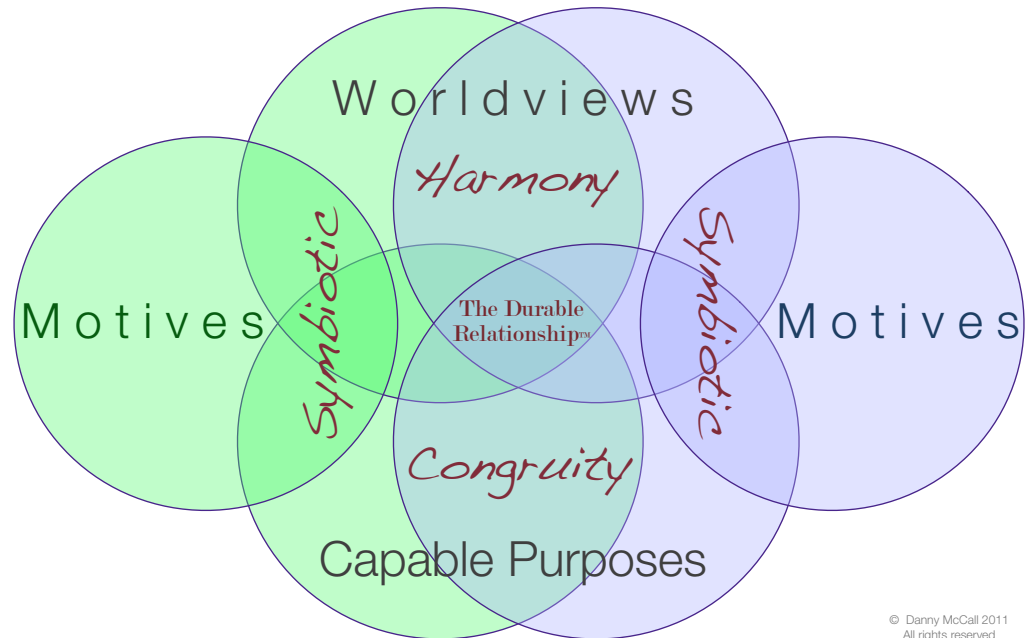 Worldviews
Harmony
Motives
Symbiotic
The Durable
Relationship™
Symbiotic
Motives
Congruity
Capable Purposes
© Danny McCall 2011
All rights reserved